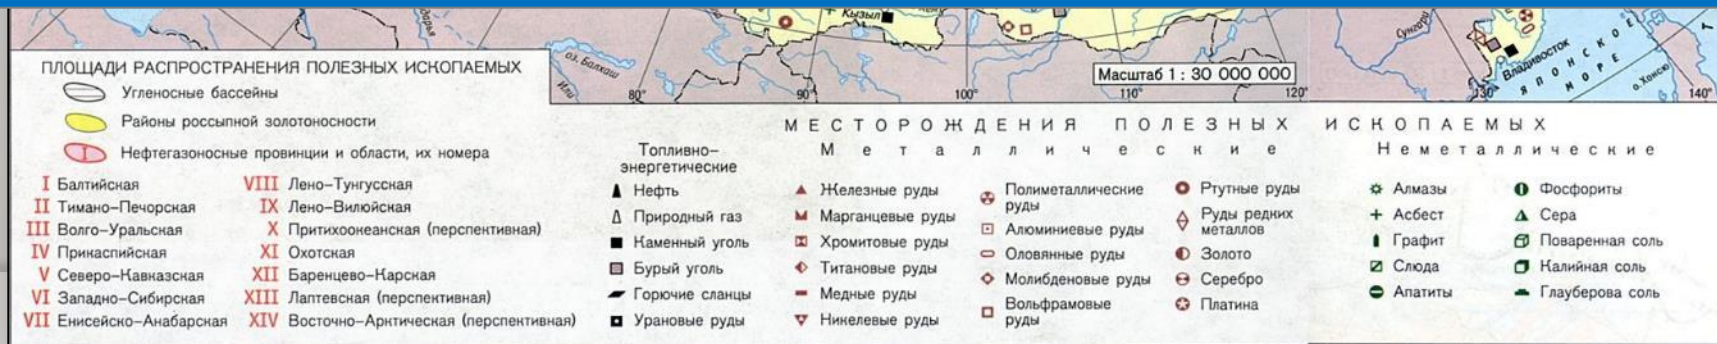 Кызыл
Сунгари
Владивосток
оз. Балхаш
Или
ЯПОНСКОЕ
МОРЕ
о. Хонсю
Масштаб 1 : 30 000 000
80° 90° 100° 110° 120° 130° 140°
ПЛОЩАДИ РАСПРОСТРАНЕНИЯ ПОЛЕЗНЫХ ИСКОПАЕМЫХ
Угленосные бассейны
Районы россыпной золотоносности
Нефтегазоносные провинции и области, их номера
I Балтийская
II Тимано-Печорская
III Волго-Уральская
IV Прикаспийская
V Северо-Кавказская
VI Западно-Сибирская
VII Енисейско-Анабарская
VIII Лено-Тунгусская
IX Лено-Вилюйская
X Притихоокеанская (перспективная)
XI Охотская
XII Баренцево-Карская
XIII Лаптевская (перспективная)
XIV Восточно-Арктическая (перспективная)
МЕСТОРОЖДЕНИЯ ПОЛЕЗНЫХ ИСКОПАЕМЫХ
Топливно-
энергетические
Нефть
Природный газ
Каменный уголь
Бурый уголь
Горючие сланцы
Урановые руды
Металлические
Железные руды
Марганцевые руды
Хромитовые руды
Титановые руды
Медные руды
Никелевые руды
Полиметаллические
руды
Алюминиевые руды
Оловянные руды
Молибденовые руды
Вольфрамовые
руды
Ртутные руды
Руды редних
металлов
Золото
Серебро
Платина
Неметаллические
Алмазы
Асбест
Графит
Слюда
Апатиты
Фосфориты
Сера
Поваренная соль
Калийная соль
Глауберова соль